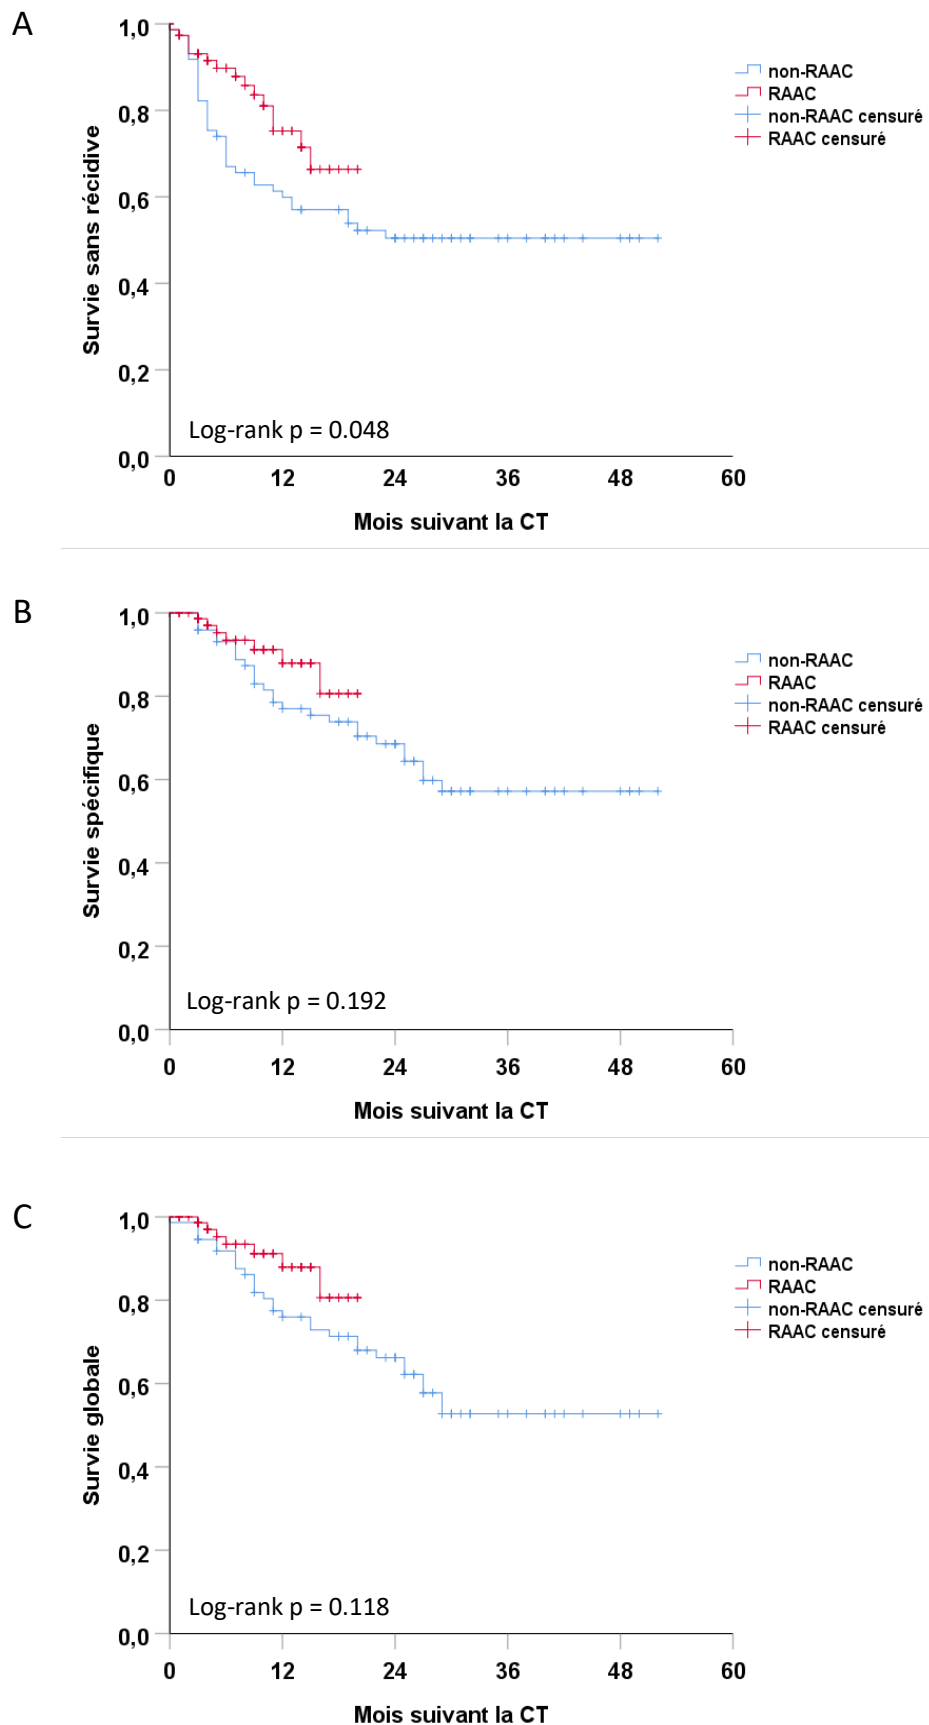 A
1,0
0,8
0,6
0,4
0,2
0,0
Survie sans récidive
non-RAAC
RAAC
non-RAAC censuré
RAAC censuré
Log-rank p = 0.048
0 12 24 36 48 60
Mois suivant la CT
B
1,0
0,8
0,6
0,4
0,2
0,0
Survie spécifique
non-RAAC
RAAC
non-RAAC censuré
RAAC censuré
Log-rank p = 0.192
0 12 24 36 48 60
Mois suivant la CT
C
1,0
0,8
0,6
0,4
0,2
0,0
Survie globale
non-RAAC
RAAC
non-RAAC censuré
RAAC censuré
Log-rank p = 0.118
0 12 24 36 48 60
Mois suivant la CT